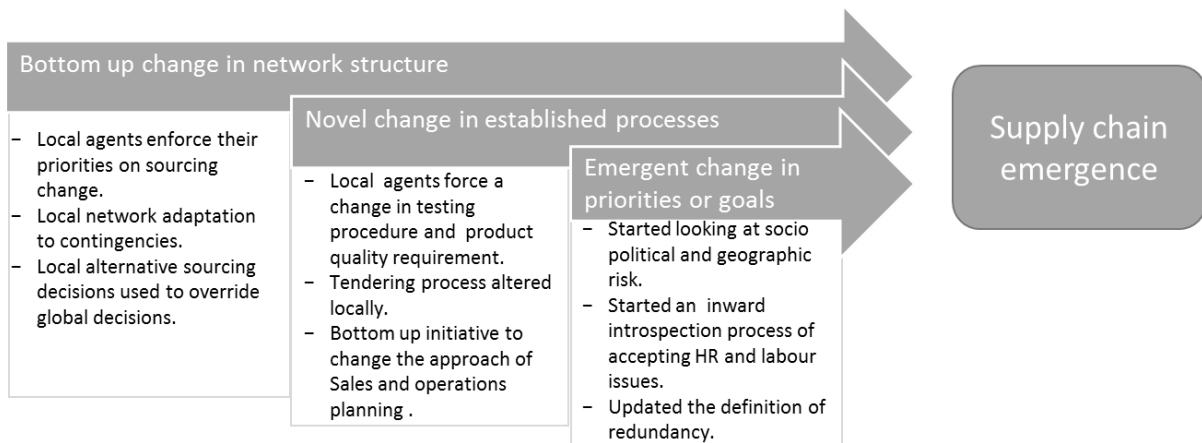 Bottom up change in network structure
– Local agents enforce their
priorities on sourcing
change.
– Local network adaptation
to contingencies.
– Local alternative sourcing
decisions used to override
global decisions.
Novel change in established processes
– Local agents force a
change in testing
procedure and product
quality requirement.
– Tendering process altered
locally.
– Bottom up initiative to
change the approach of
Sales and operations
planning .
Emergent change in
priorities or goals
– Started looking at socio
political and geographic
risk.
– Started an inward
introspection process of
accepting HR and labour
issues.
– Updated the definition of
redundancy.
Supply chain
emergence